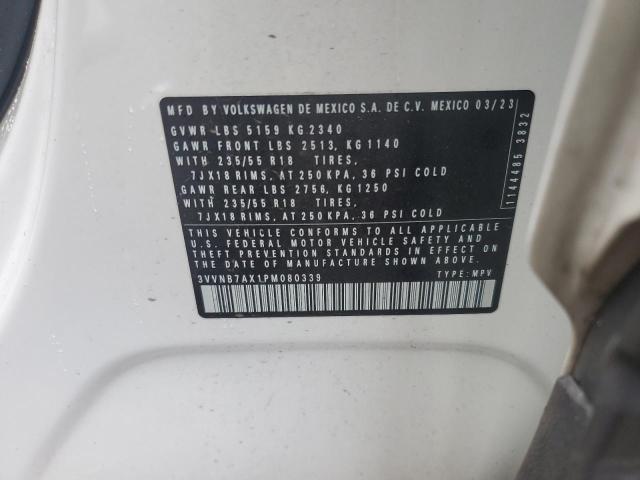 MFD BY VOLKSWAGEN DE MEXICO S.A. DE C.V. MEXICO 03/23
GVWR LBS 5159 KG.2340
GAWR FRONT LBS 2513, KG 1140
WITH 235/55 R18 TIRES,
7JX18 RIMS, AT 250 KPA, 36 PSI COLD
GAWR REAR LBS 2756, KG 1250
WITH 235/55 R18 TIRES,
7JX18 RIMS, AT 250 KPA, 36 PSI COLD
THIS VEHICLE CONFORMS TO ALL APPLICABLE
U.S. FEDERAL MOTOR VEHICLE SAFETY AND
THEFT PREVENTION STANDARDS IN EFFECT ON
THE DATE OF MANUFACTURE SHOWN ABOVE
3VVNB7AX1PM080339 TYPE: MPV
1144485 3832